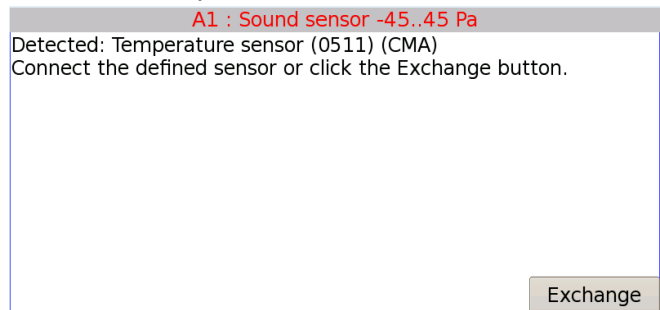 A1 : Sound sensor -45..45 Pa
Detected: Temperature sensor (0511) (CMA)
Connect the defined sensor or click the Exchange button.
Exchange